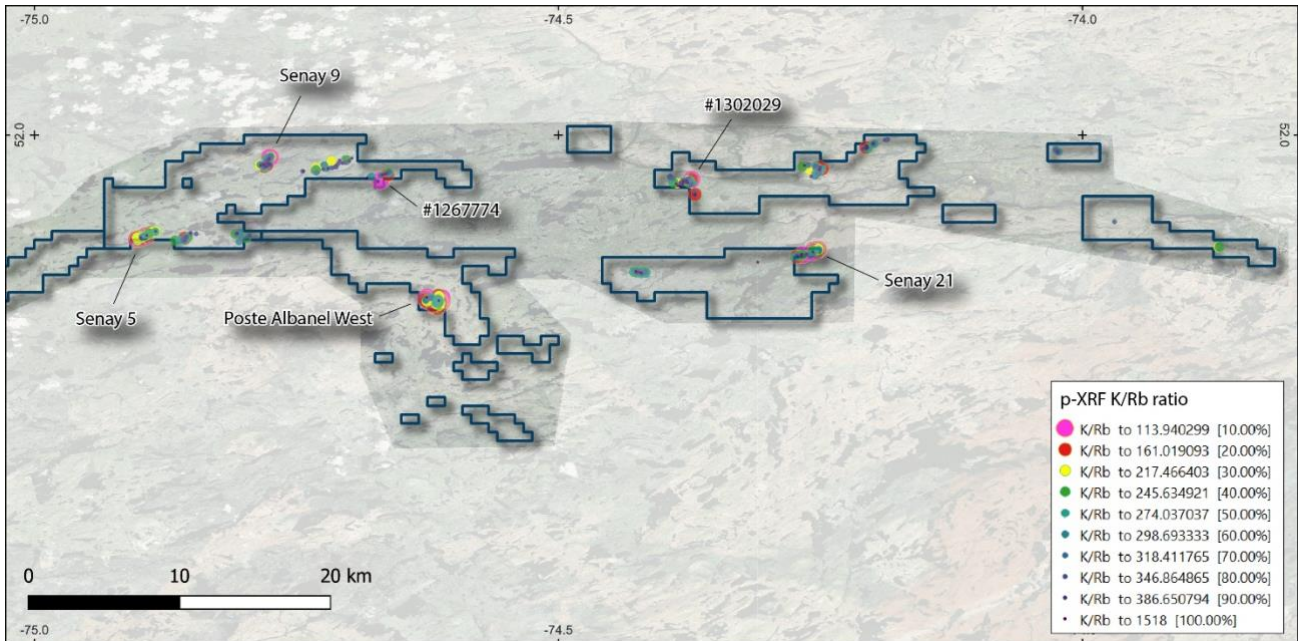 -75.0
-74.5
-74.0
Senay 9
#1302029
52.0
52.0
#1267774
Senay 21
Senay 5
Poste Albanel West
p-XRF K/Rb ratio
K/Rb to 113.940299 [10.00%]
K/Rb to 161.019093 [20.00%]
K/Rb to 217.466403 [30.00%]
K/Rb to 245.634921 [40.00%]
K/Rb to 274.037037 [50.00%]
K/Rb to 298.693333 [60.00%]
K/Rb to 318.411765 [70.00%]
K/Rb to 346.864865 [80.00%]
K/Rb to 386.650794 [90.00%]
K/Rb to 1518 [100.00%]
0 10 20 km
-75.0
-74.5